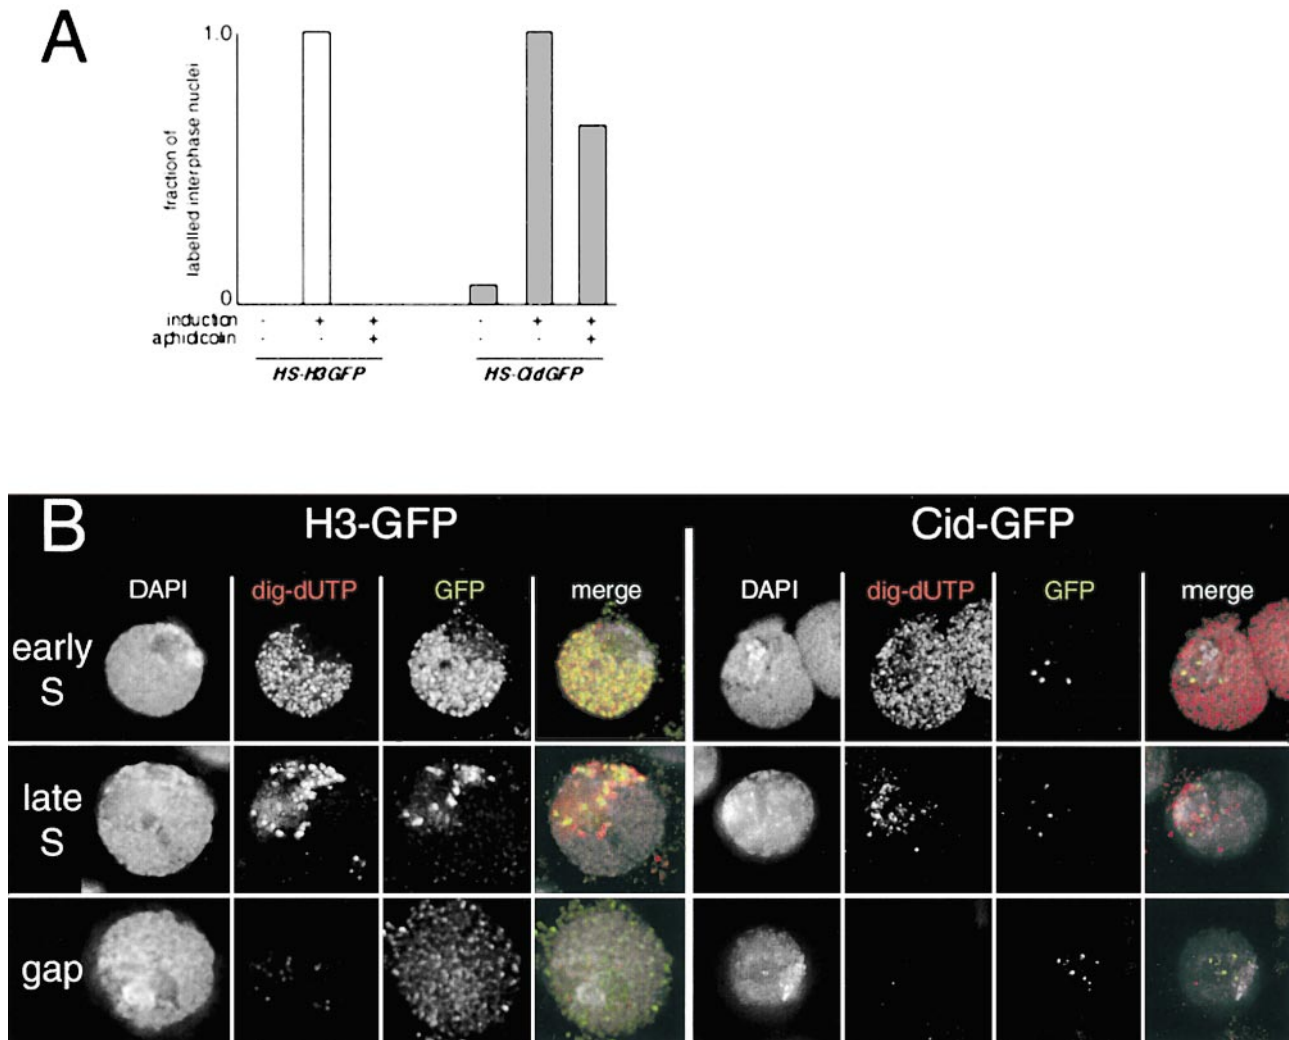 A
1.0
fraction of
labelled interphase nuclei
0
induction - + + - + +
aphidicolin - - + - - +
HS-H3GFP HS-CidGFP
B H3-GFP Cid-GFP
DAPI dig-dUTP GFP merge DAPI dig-dUTP GFP merge
early
S
late
S
gap